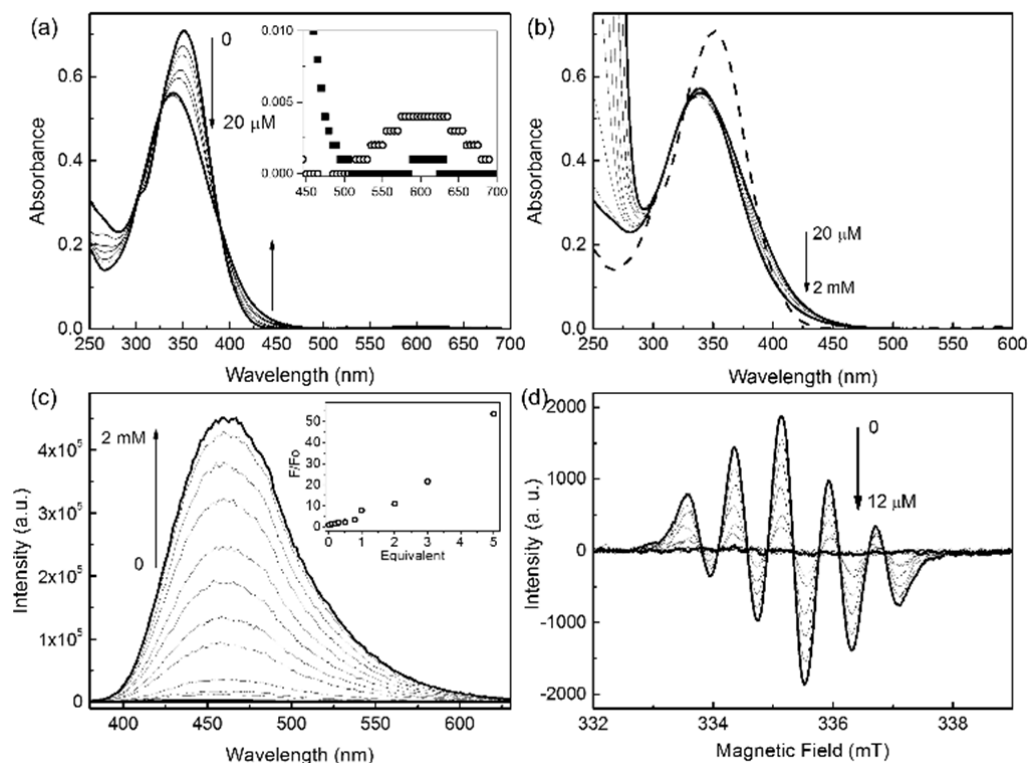 (a)
0.6
0.4
0.2
0.0
Absorbance
0
20 μM
0.010
0.005
0.000
450 500 550 600 650 700
250 300 350 400 450 500 550 600 650 700
Wavelength (nm)
(b)
0.6
0.4
0.2
0.0
Absorbance
20 μM
2 mM
250 300 350 400 450 500 550 600
Wavelength (nm)
(c)
4x10⁵
3x10⁵
2x10⁵
1x10⁵
0
Intensity (a.u.)
2 mM
0
50
40
30
20
10
0
F/Fo
0 1 2 3 4 5
Equivalent
400 450 500 550 600
Wavelength (nm)
(d)
2000
1000
0
-1000
-2000
Intensity (a. u.)
0
12 μM
332 334 336 338
Magnetic Field (mT)